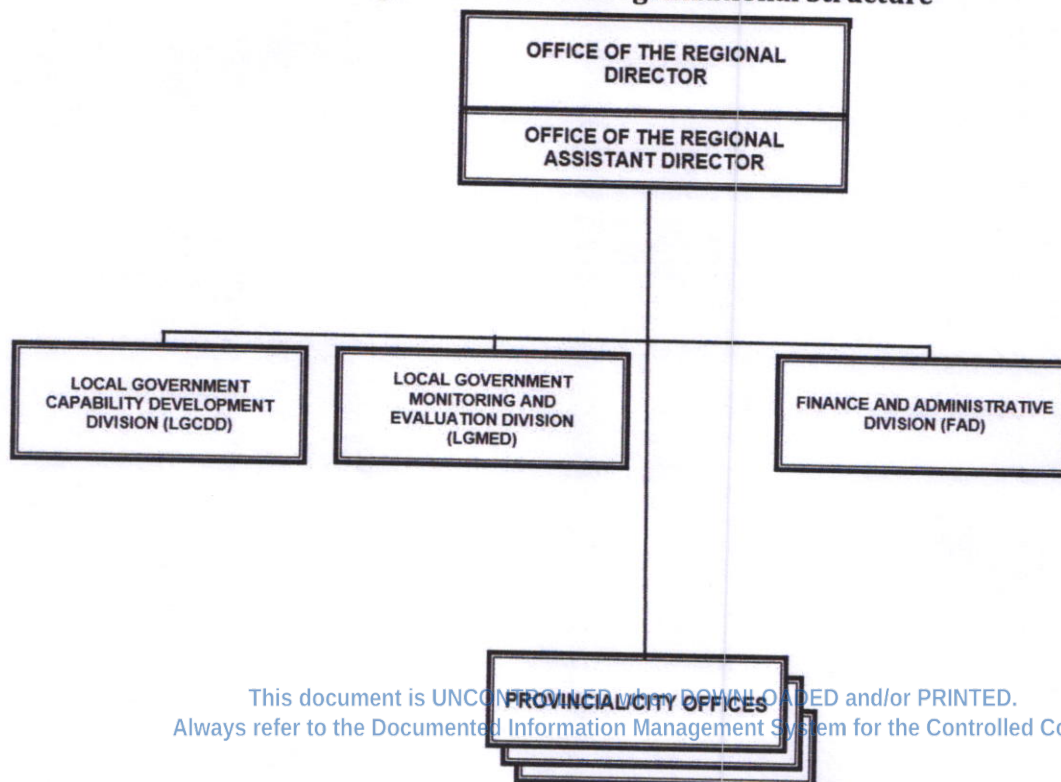 Structure
OFFICE OF THE REGIONAL
DIRECTOR
OFFICE OF THE REGIONAL
ASSISTANT DIRECTOR
LOCAL GOVERNMENT
CAPABILITY DEVELOPMENT
DIVISION (LGCDD)
LOCAL GOVERNMENT
MONITORING AND
EVALUATION DIVISION
(LGMED)
FINANCE AND ADMINISTRATIVE
DIVISION (FAD)
PROVINCIAL/CITY OFFICES
This document is UNCONTROLLED when DOWNLOADED and/or PRINTED.
Always refer to the Documented Information Management System for the Controlled Co